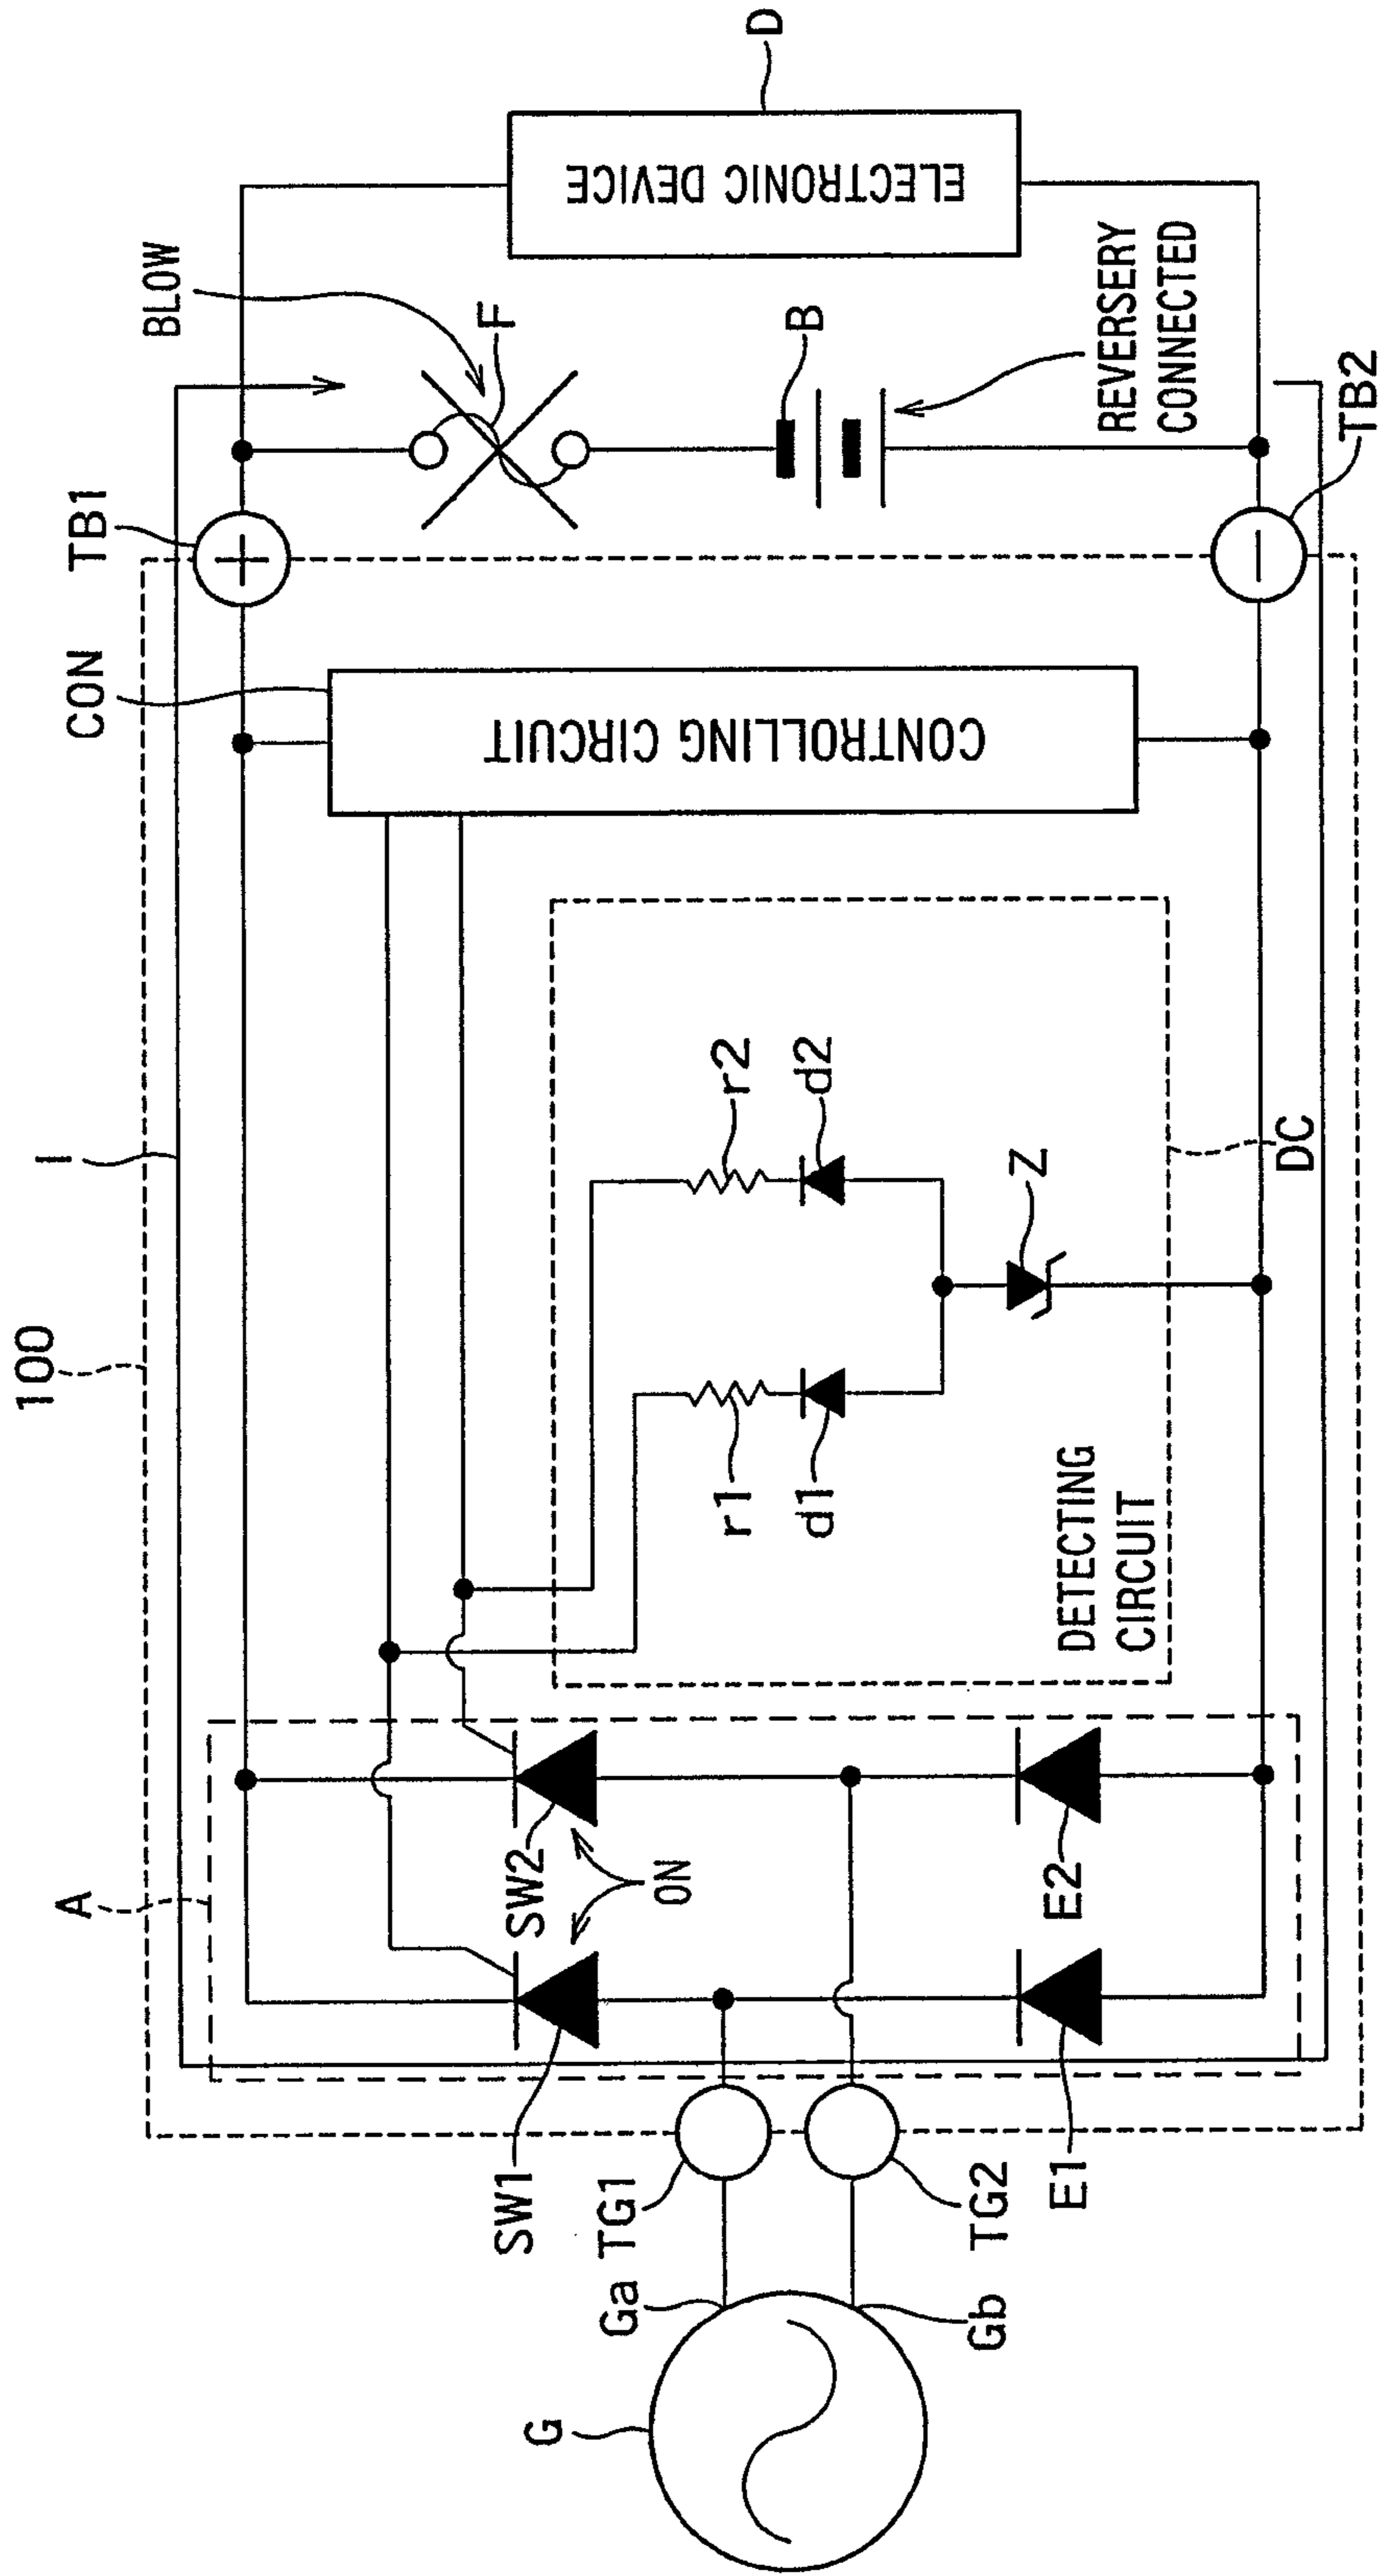 100
I
A
CON
TB1
BLOW
F
D
ELECTRONIC DEVICE
B
REVERSERY
CONNECTED
TB2
CONTROLLING CIRCUIT
r1
r2
d1
d2
Z
DETECTING
CIRCUIT
DC
SW1
SW2
ON
E1
E2
TG1
TG2
Ga
Gb
G
+
−